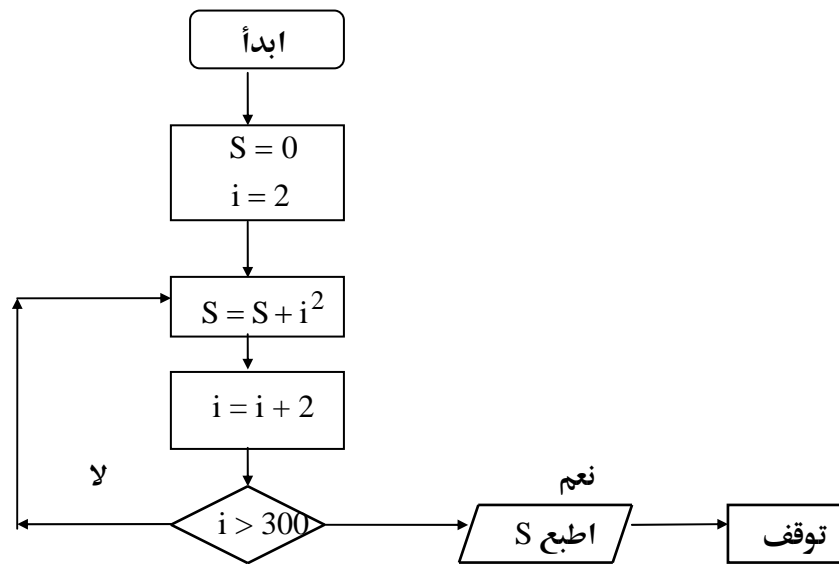 ابدأ
S = 0
i = 2
S = S + i²
i = i + 2
لا
نعم
i > 300
اطبع S
توقف